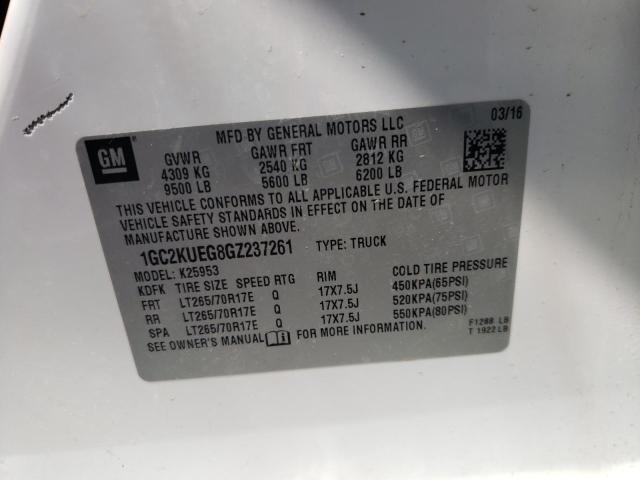 GM
MFD BY GENERAL MOTORS LLC
03/16
GVWR GAWR FRT GAWR RR
4309 KG 2540 KG 2812 KG
9500 LB 5600 LB 6200 LB
THIS VEHICLE CONFORMS TO ALL APPLICABLE U.S. FEDERAL MOTOR
VEHICLE SAFETY STANDARDS IN EFFECT ON THE DATE OF
MANUFACTURE SHOWN ABOVE.
1GC2KUEG8GZ237261 TYPE: TRUCK
MODEL: K25953
KDFK TIRE SIZE SPEED RTG RIM COLD TIRE PRESSURE
FRT LT265/70R17E Q 17X7.5J 450KPA(65PSI)
RR LT265/70R17E Q 17X7.5J 520KPA(75PSI)
SPA LT265/70R17E Q 17X7.5J 550KPA(80PSI)
SEE OWNER'S MANUAL FOR MORE INFORMATION.
F1288 LB
T 1922 LB